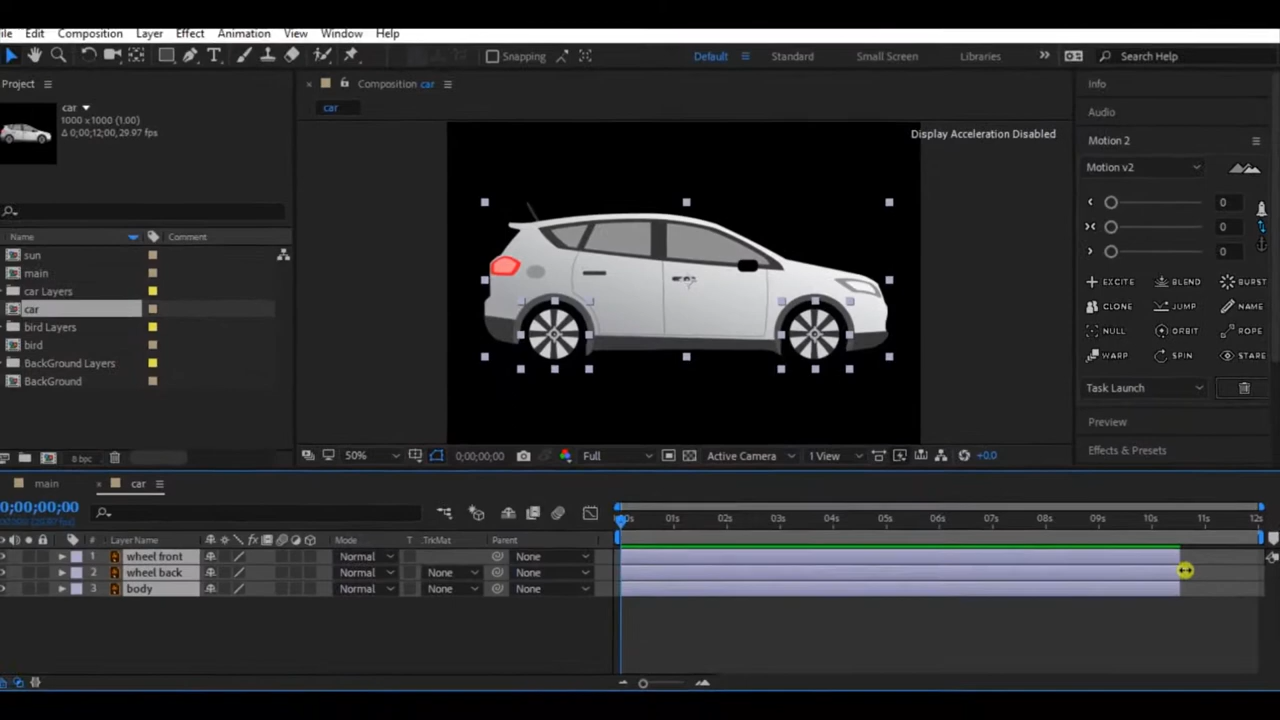 ile Edit Composition Layer Effect Animation View Window Help
Snapping Default Standard Small Screen Libraries Search Help
Project
Composition car
Info
car
1000 x 1000 (1.00)
Δ 0;00;12;00, 29.97 fps
car
Display Acceleration Disabled
Audio
Motion 2
Motion v2
0
0
0
Name Comment
sun
main
car Layers
car
bird Layers
bird
BackGround Layers
BackGround
EXCITE BLEND BURST
CLONE JUMP NAME
NULL ORBIT ROPE
WARP SPIN STARE
Task Launch
Preview
Effects & Presets
8 bpc
50% 0;00;00;00 Full Active Camera 1 View +0.0
main car
0;00;00;00
01s 02s 03s 04s 05s 06s 07s 08s 09s 10s 11s 12s
# Layer Name Mode T TrkMat Parent
1 wheel front Normal None
2 wheel back Normal None None
3 body Normal None None